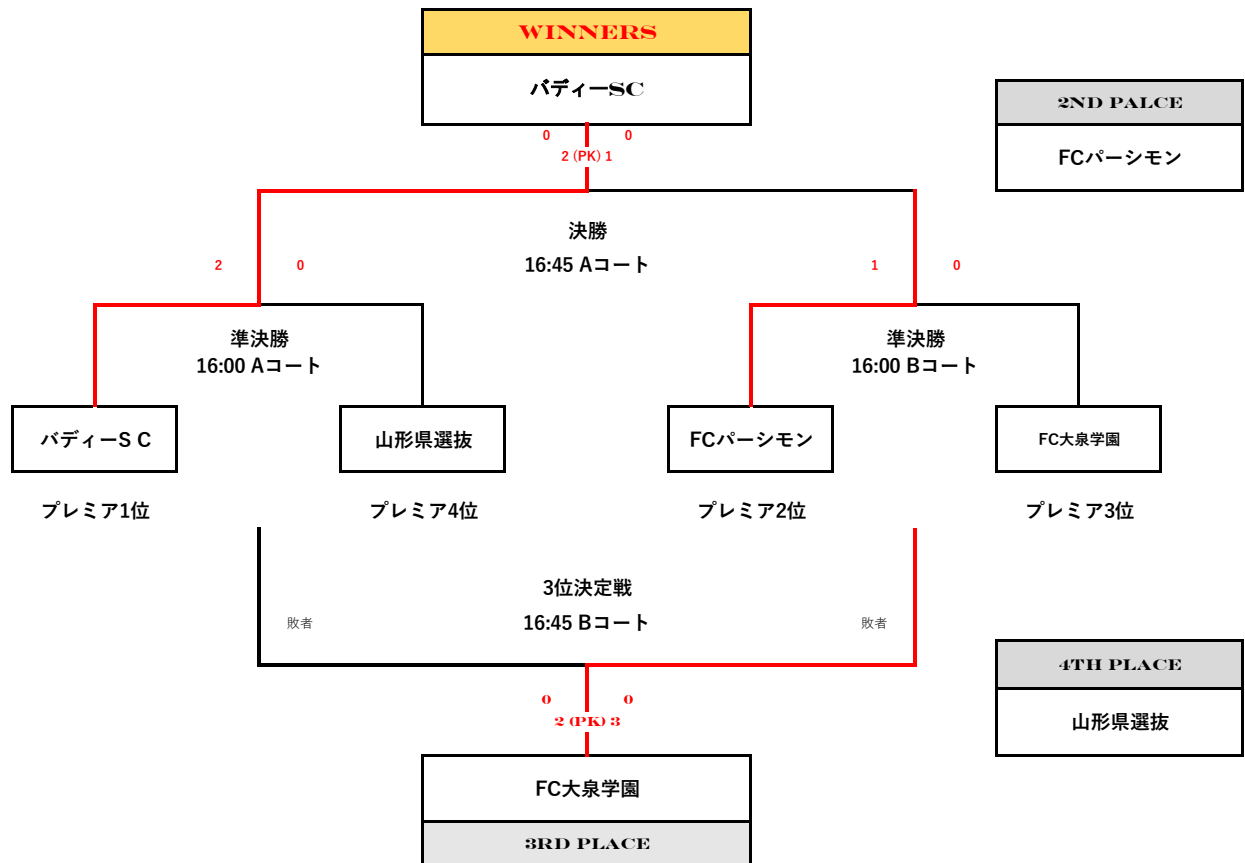 WINNERS
バディーSC
2ND PALCE
FCパーシモン
0 0
2 (PK) 1
決勝
16:45 Aコート
2 0
1 0
準決勝
16:00 Aコート
準決勝
16:00 Bコート
バディーS C
山形県選抜
FCパーシモン
FC大泉学園
プレミア1位
プレミア4位
プレミア2位
プレミア3位
3位決定戦
16:45 Bコート
敗者
敗者
0 0
2 (PK) 3
4TH PLACE
山形県選抜
FC大泉学園
3RD PLACE